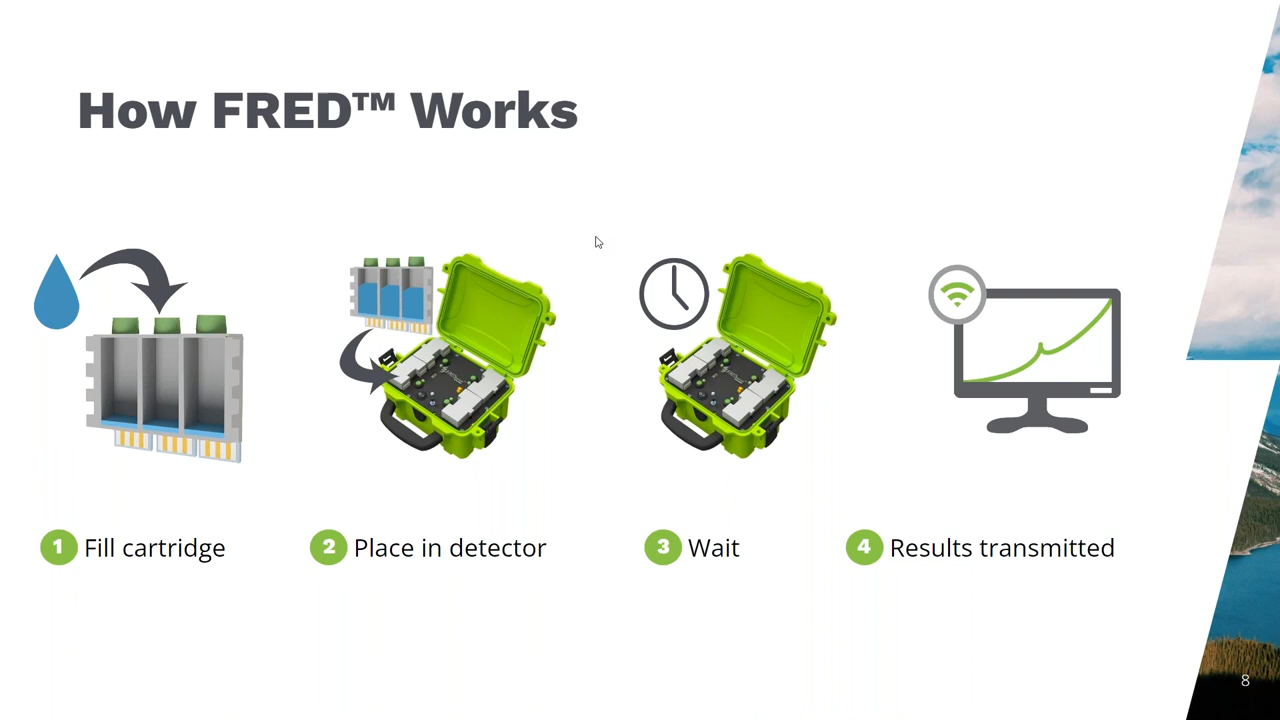 How FRED™ Works
1 Fill cartridge
2 Place in detector
3 Wait
4 Results transmitted
8